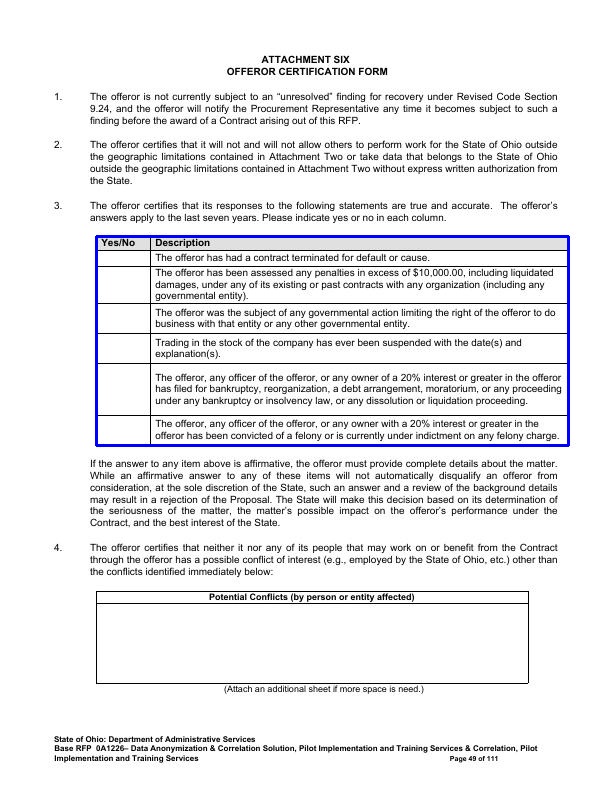 ATTACHMENT SIX
OFFEROR CERTIFICATION FORM
1. The offeror is not currently subject to an “unresolved” finding for recovery under Revised Code Section
9.24, and the offeror will notify the Procurement Representative any time it becomes subject to such a
finding before the award of a Contract arising out of this RFP.
2. The offeror certifies that it will not and will not allow others to perform work for the State of Ohio outside
the geographic limitations contained in Attachment Two or take data that belongs to the State of Ohio
outside the geographic limitations contained in Attachment Two without express written authorization from
the State.
3. The offeror certifies that its responses to the following statements are true and accurate. The offeror’s
answers apply to the last seven years. Please indicate yes or no in each column.
Yes/No Description
The offeror has had a contract terminated for default or cause.
The offeror has been assessed any penalties in excess of $10,000.00, including liquidated
damages, under any of its existing or past contracts with any organization (including any
governmental entity).
The offeror was the subject of any governmental action limiting the right of the offeror to do
business with that entity or any other governmental entity.
Trading in the stock of the company has ever been suspended with the date(s) and
explanation(s).
The offeror, any officer of the offeror, or any owner of a 20% interest or greater in the offeror
has filed for bankruptcy, reorganization, a debt arrangement, moratorium, or any proceeding
under any bankruptcy or insolvency law, or any dissolution or liquidation proceeding.
The offeror, any officer of the offeror, or any owner with a 20% interest or greater in the
offeror has been convicted of a felony or is currently under indictment on any felony charge.
If the answer to any item above is affirmative, the offeror must provide complete details about the matter.
While an affirmative answer to any of these items will not automatically disqualify an offeror from
consideration, at the sole discretion of the State, such an answer and a review of the background details
may result in a rejection of the Proposal. The State will make this decision based on its determination of
the seriousness of the matter, the matter’s possible impact on the offeror’s performance under the
Contract, and the best interest of the State.
4. The offeror certifies that neither it nor any of its people that may work on or benefit from the Contract
through the offeror has a possible conflict of interest (e.g., employed by the State of Ohio, etc.) other than
the conflicts identified immediately below:
Potential Conflicts (by person or entity affected)
(Attach an additional sheet if more space is need.)
State of Ohio: Department of Administrative Services
Base RFP 0A1226– Data Anonymization & Correlation Solution, Pilot Implementation and Training Services & Correlation, Pilot
Implementation and Training Services Page 49 of 111